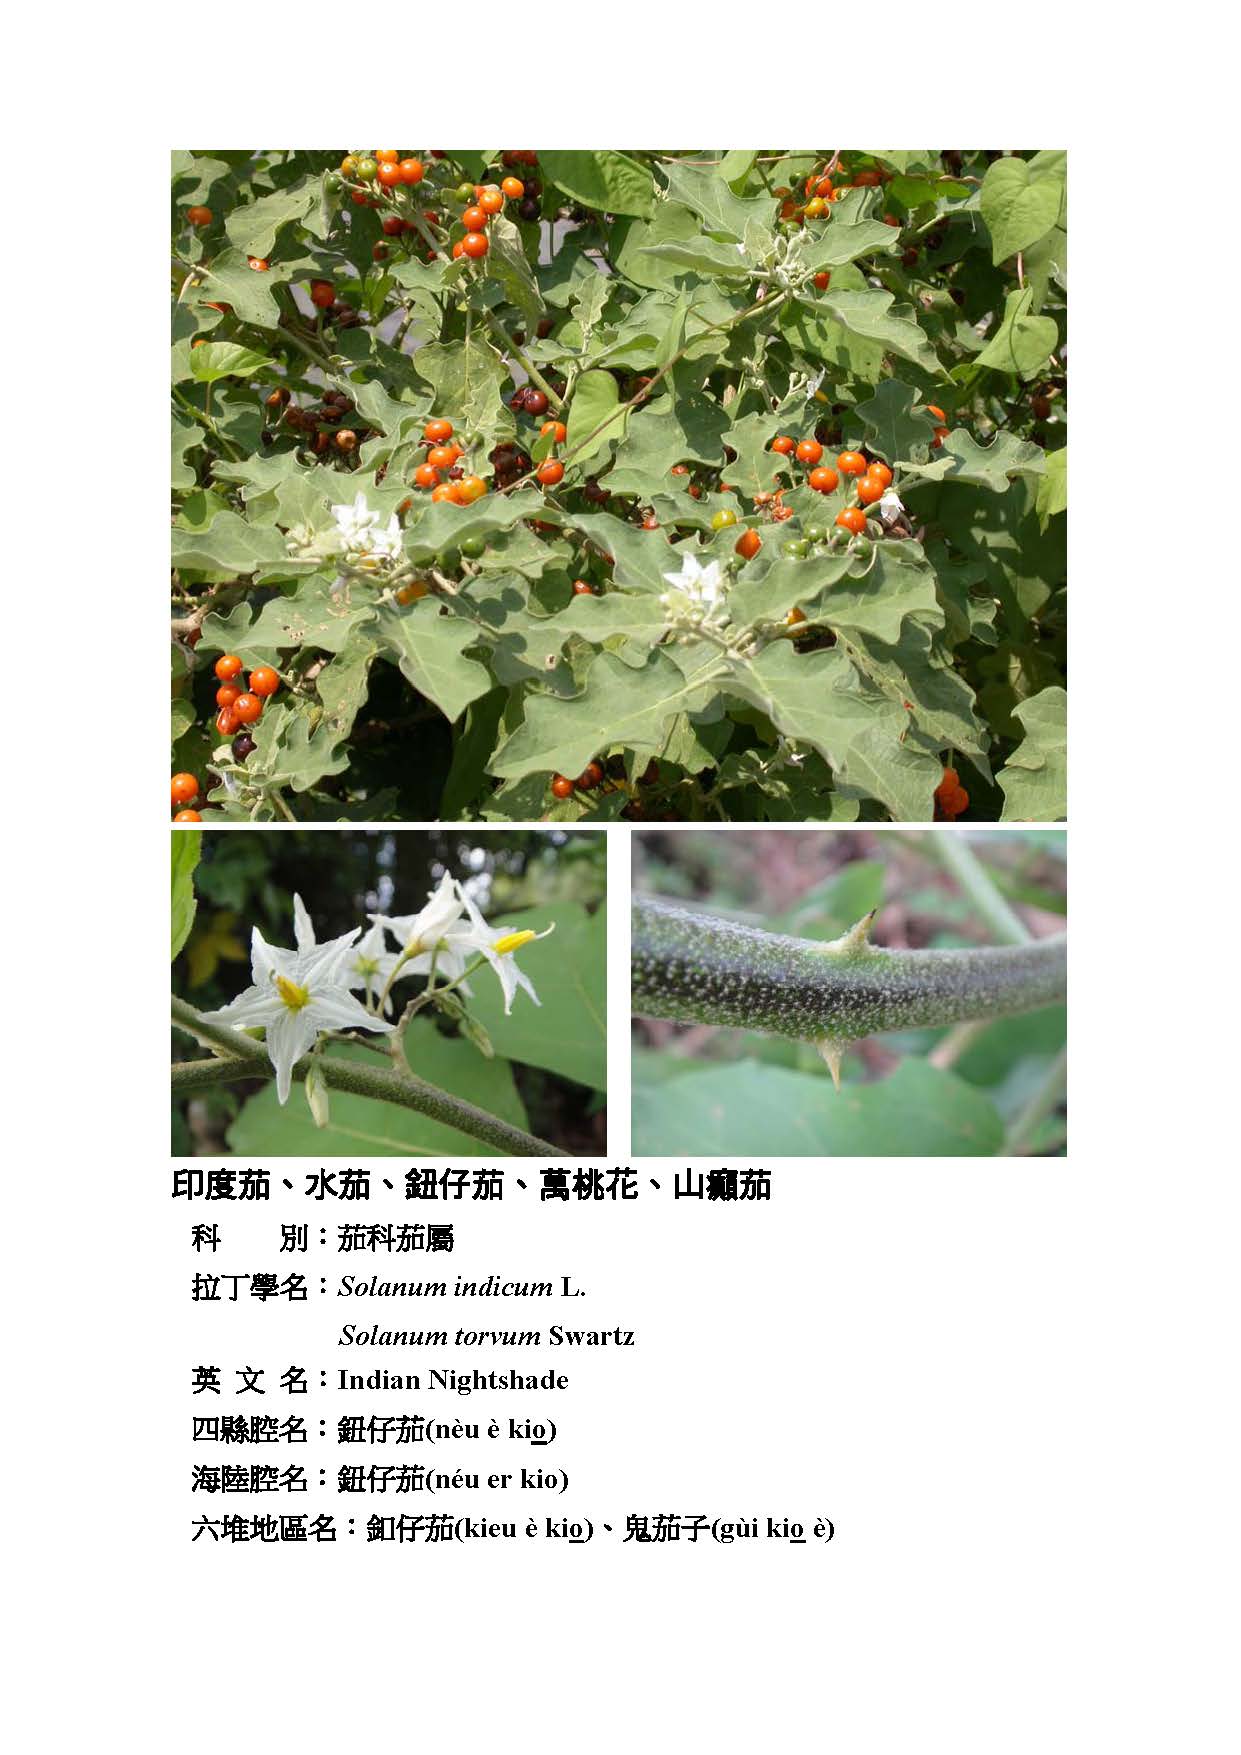 印度茄、水茄、鈕仔茄、萬桃花、山癲茄
科　　別：茄科茄屬
拉丁學名：Solanum indicum L.
Solanum torvum Swartz
英 文 名：Indian Nightshade
四縣腔名：鈕仔茄(nèu è kio)
海陸腔名：鈕仔茄(néu er kio)
六堆地區名：釦仔茄(kieu è kio)、鬼茄子(gùi kio è)